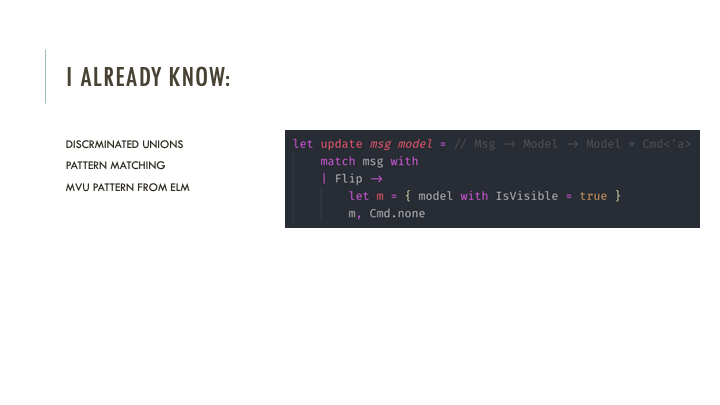 I ALREADY KNOW:
DISCRMINATED UNIONS
PATTERN MATCHING
MVU PATTERN FROM ELM
let update msg model = // Msg -> Model -> Model * Cmd<'a>
    match msg with
    | Flip ->
        let m = { model with IsVisible = true }
        m, Cmd.none